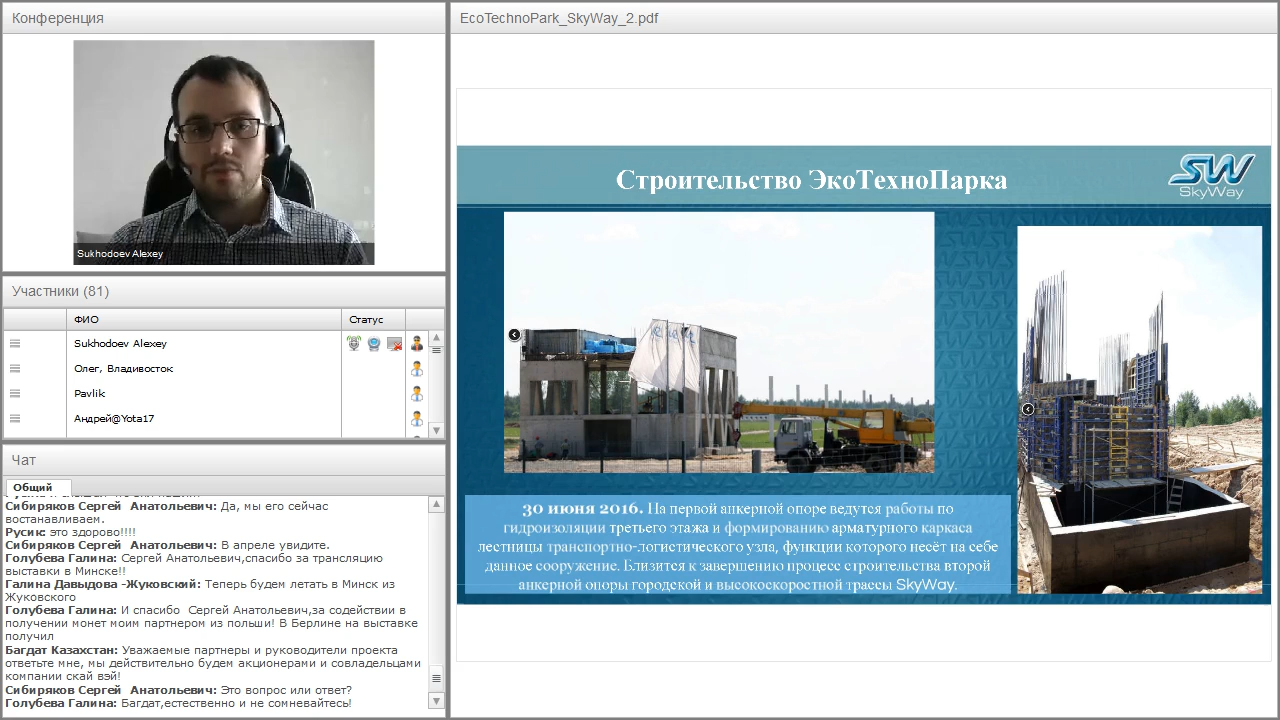 Конференция
Sukhodoev Alexey
Участники (81)
ФИО
Статус
Sukhodoev Alexey
Олег, Владивосток
Pavlik
Андрей@Yota17
Чат
Общий
Сибиряков Сергей Анатольевич: Да, мы его сейчас
востанавливаем.
Русик: это здорово!!!!
Сибиряков Сергей Анатольевич: В апреле увидите.
Голубева Галина: Сергей Анатольевич,спасибо за трансляцию
выставки в Минске!!
Галина Давыдова -Жуковский: Теперь будем летать в Минск из
Жуковского
Голубева Галина: И спасибо Сергей Анатольевич,за содействии в
получении монет моим партнером из польши! В Берлине на выставке
получил
Багдат Казахстан: Уважаемые партнеры и руководители проекта
ответьте мне, мы действительно будем акционерами и совладельцами
компании скай вэй!
Сибиряков Сергей Анатольевич: Это вопрос или ответ?
Голубева Галина: Багдат,естественно и не сомневайтесь!
EcoTechnoPark_SkyWay_2.pdf
Строительство ЭкоТехноПарка
SW
SkyWay
30 июня 2016. На первой анкерной опоре ведутся работы по
гидроизоляции третьего этажа и формированию арматурного каркаса
лестницы транспортно-логистического узла, функции которого несёт на себе
данное сооружение. Близится к завершению процесс строительства второй
анкерной опоры городской и высокоскоростной трассы SkyWay.